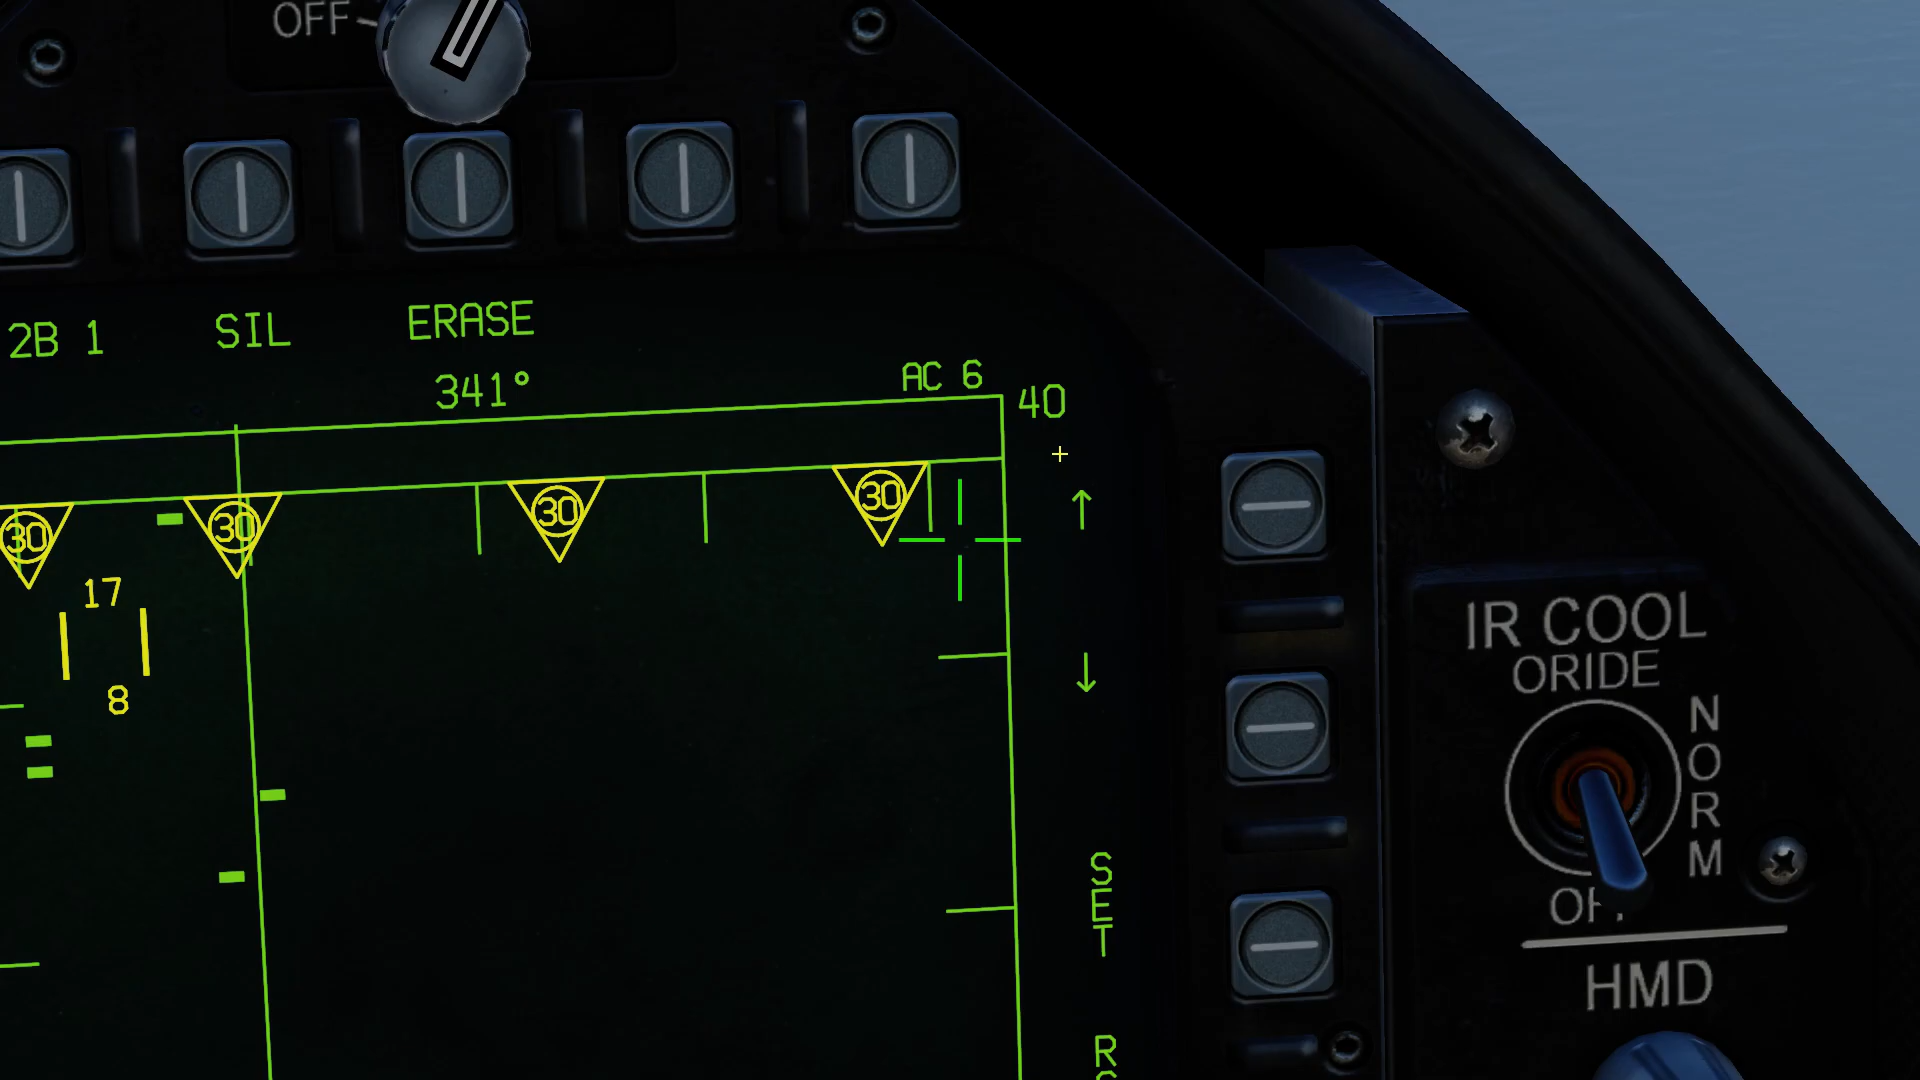 OFF
2B 1 SIL ERASE
341°
AC 6
40
30 30 30 30
17
8
SET
R
IR COOL
ORIDE
NORM
HMD